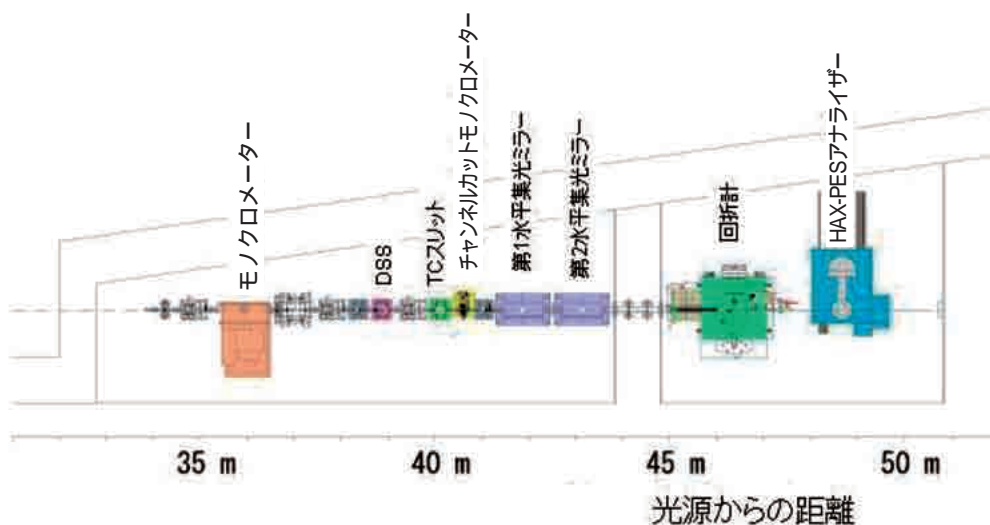 モノクロメーター
DSS
TCスリット
チャンネルカットモノクロメーター
第1水平集光ミラー
第2水平集光ミラー
回折計
HAX-PESアナライザー
35 m
40 m
45 m
50 m
光源からの距離